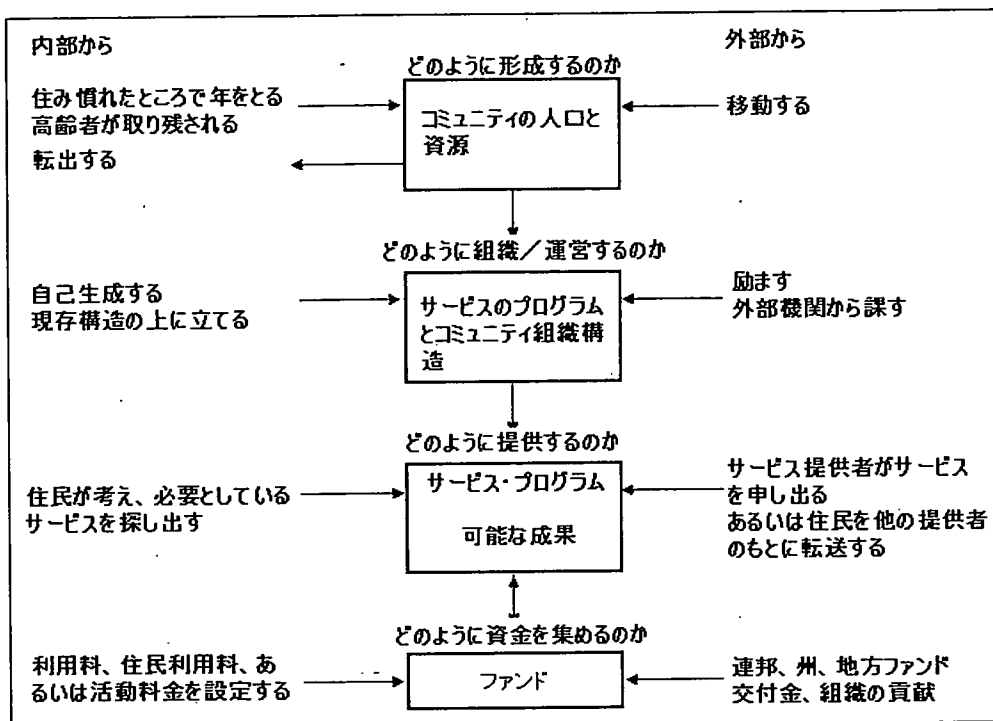 内部から
外部から
どのように形成するのか
住み慣れたところで年をとる
高齢者が取り残される
転出する
コミュニティの人口と
資源
移動する
どのように組織／運営するのか
自己生成する
現存構造の上に立てる
サービスのプログラム
とコミュニティ組織構
造
励ます
外部機関から課す
どのように提供するのか
住民が考え、必要としている
サービスを探し出す
サービス・プログラム
可能な成果
サービス提供者がサービス
を申し出る
あるいは住民を他の提供者
のもとに転送する
どのように資金を集めるのか
利用料、住民利用料、あ
るいは活動料金を設定する
ファンド
連邦、州、地方ファンド
交付金、組織の貢献